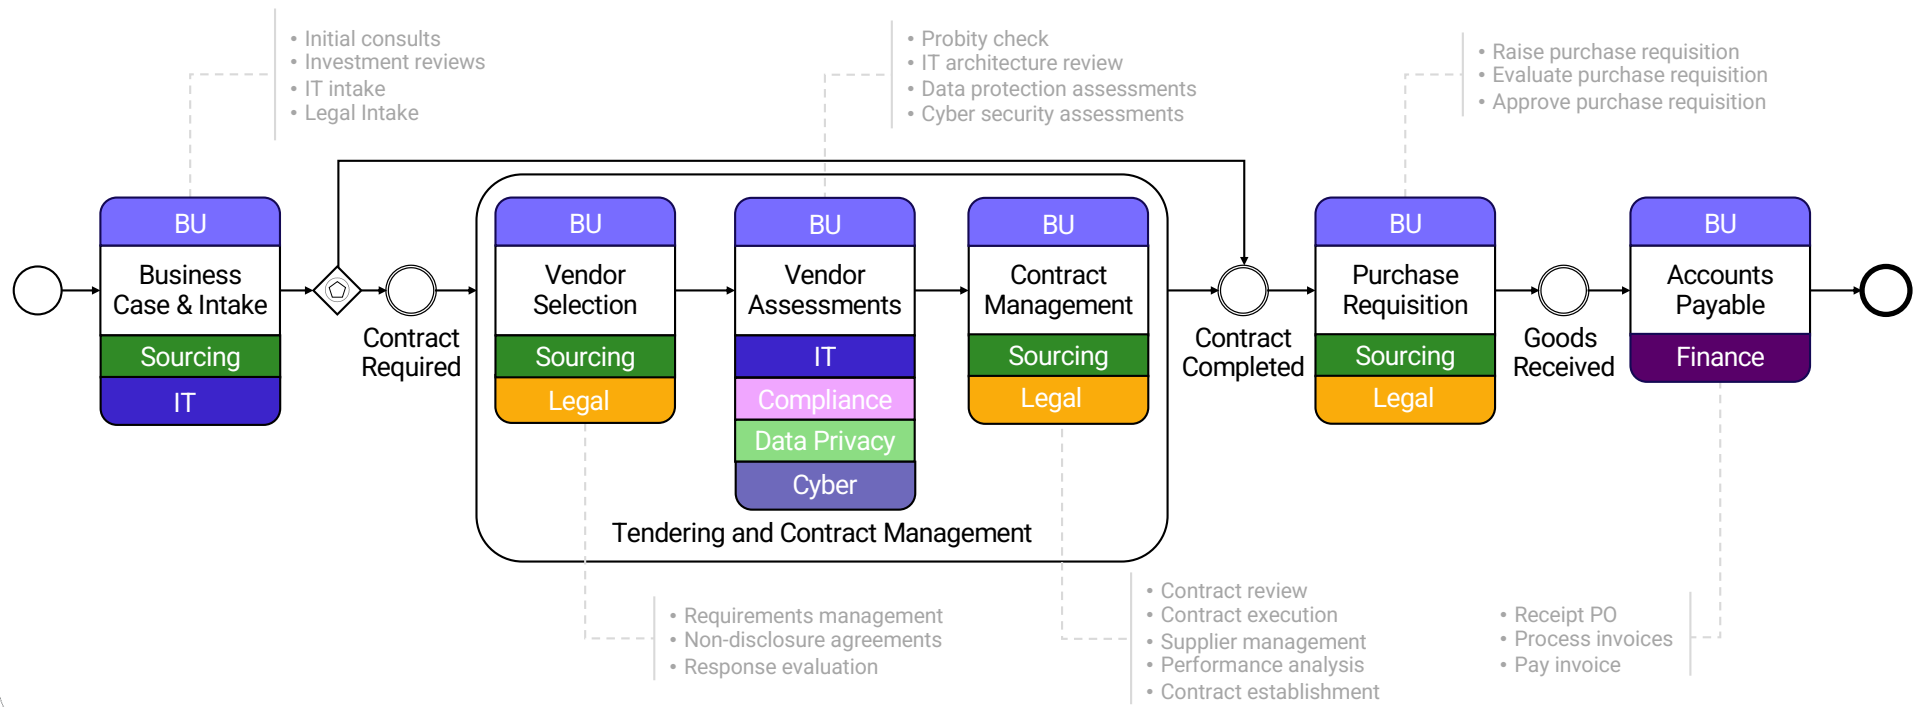 • Initial consults
• Investment reviews
• IT intake
• Legal Intake
• Probity check
• IT architecture review
• Data protection assessments
• Cyber security assessments
• Raise purchase requisition
• Evaluate purchase requisition
• Approve purchase requisition
BU
Business
Case & Intake
Sourcing
IT
Contract
Required
BU
Vendor
Selection
Sourcing
Legal
BU
Vendor
Assessments
IT
Compliance
Data Privacy
Cyber
BU
Contract
Management
Sourcing
Legal
Tendering and Contract Management
Contract
Completed
BU
Purchase
Requisition
Sourcing
Legal
Goods
Received
BU
Accounts
Payable
Finance
• Requirements management
• Non-disclosure agreements
• Response evaluation
• Contract review
• Contract execution
• Supplier management
• Performance analysis
• Contract establishment
• Receipt PO
• Process invoices
• Pay invoice